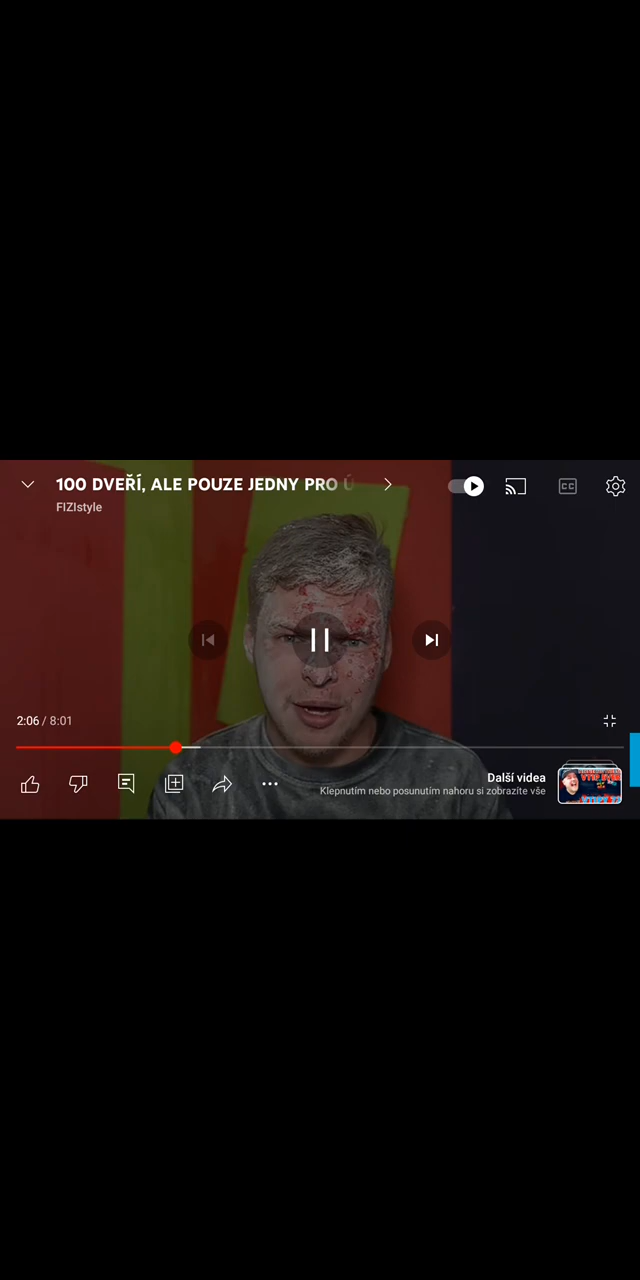 100 DVEŘÍ, ALE POUZE JEDNY PRO
FIZIstyle
CC
2:06 / 8:01
Další videa
Klepnutím nebo posunutím nahoru si zobrazíte vše